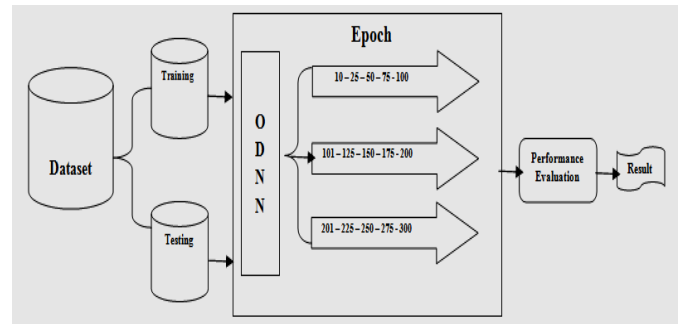 Epoch
Training
Dataset
Testing
O
D
N
N
10 – 25 – 50 – 75 - 100
101 – 125 – 150 – 175 - 200
201 – 225 – 250 – 275 - 300
Performance
Evaluation
Result